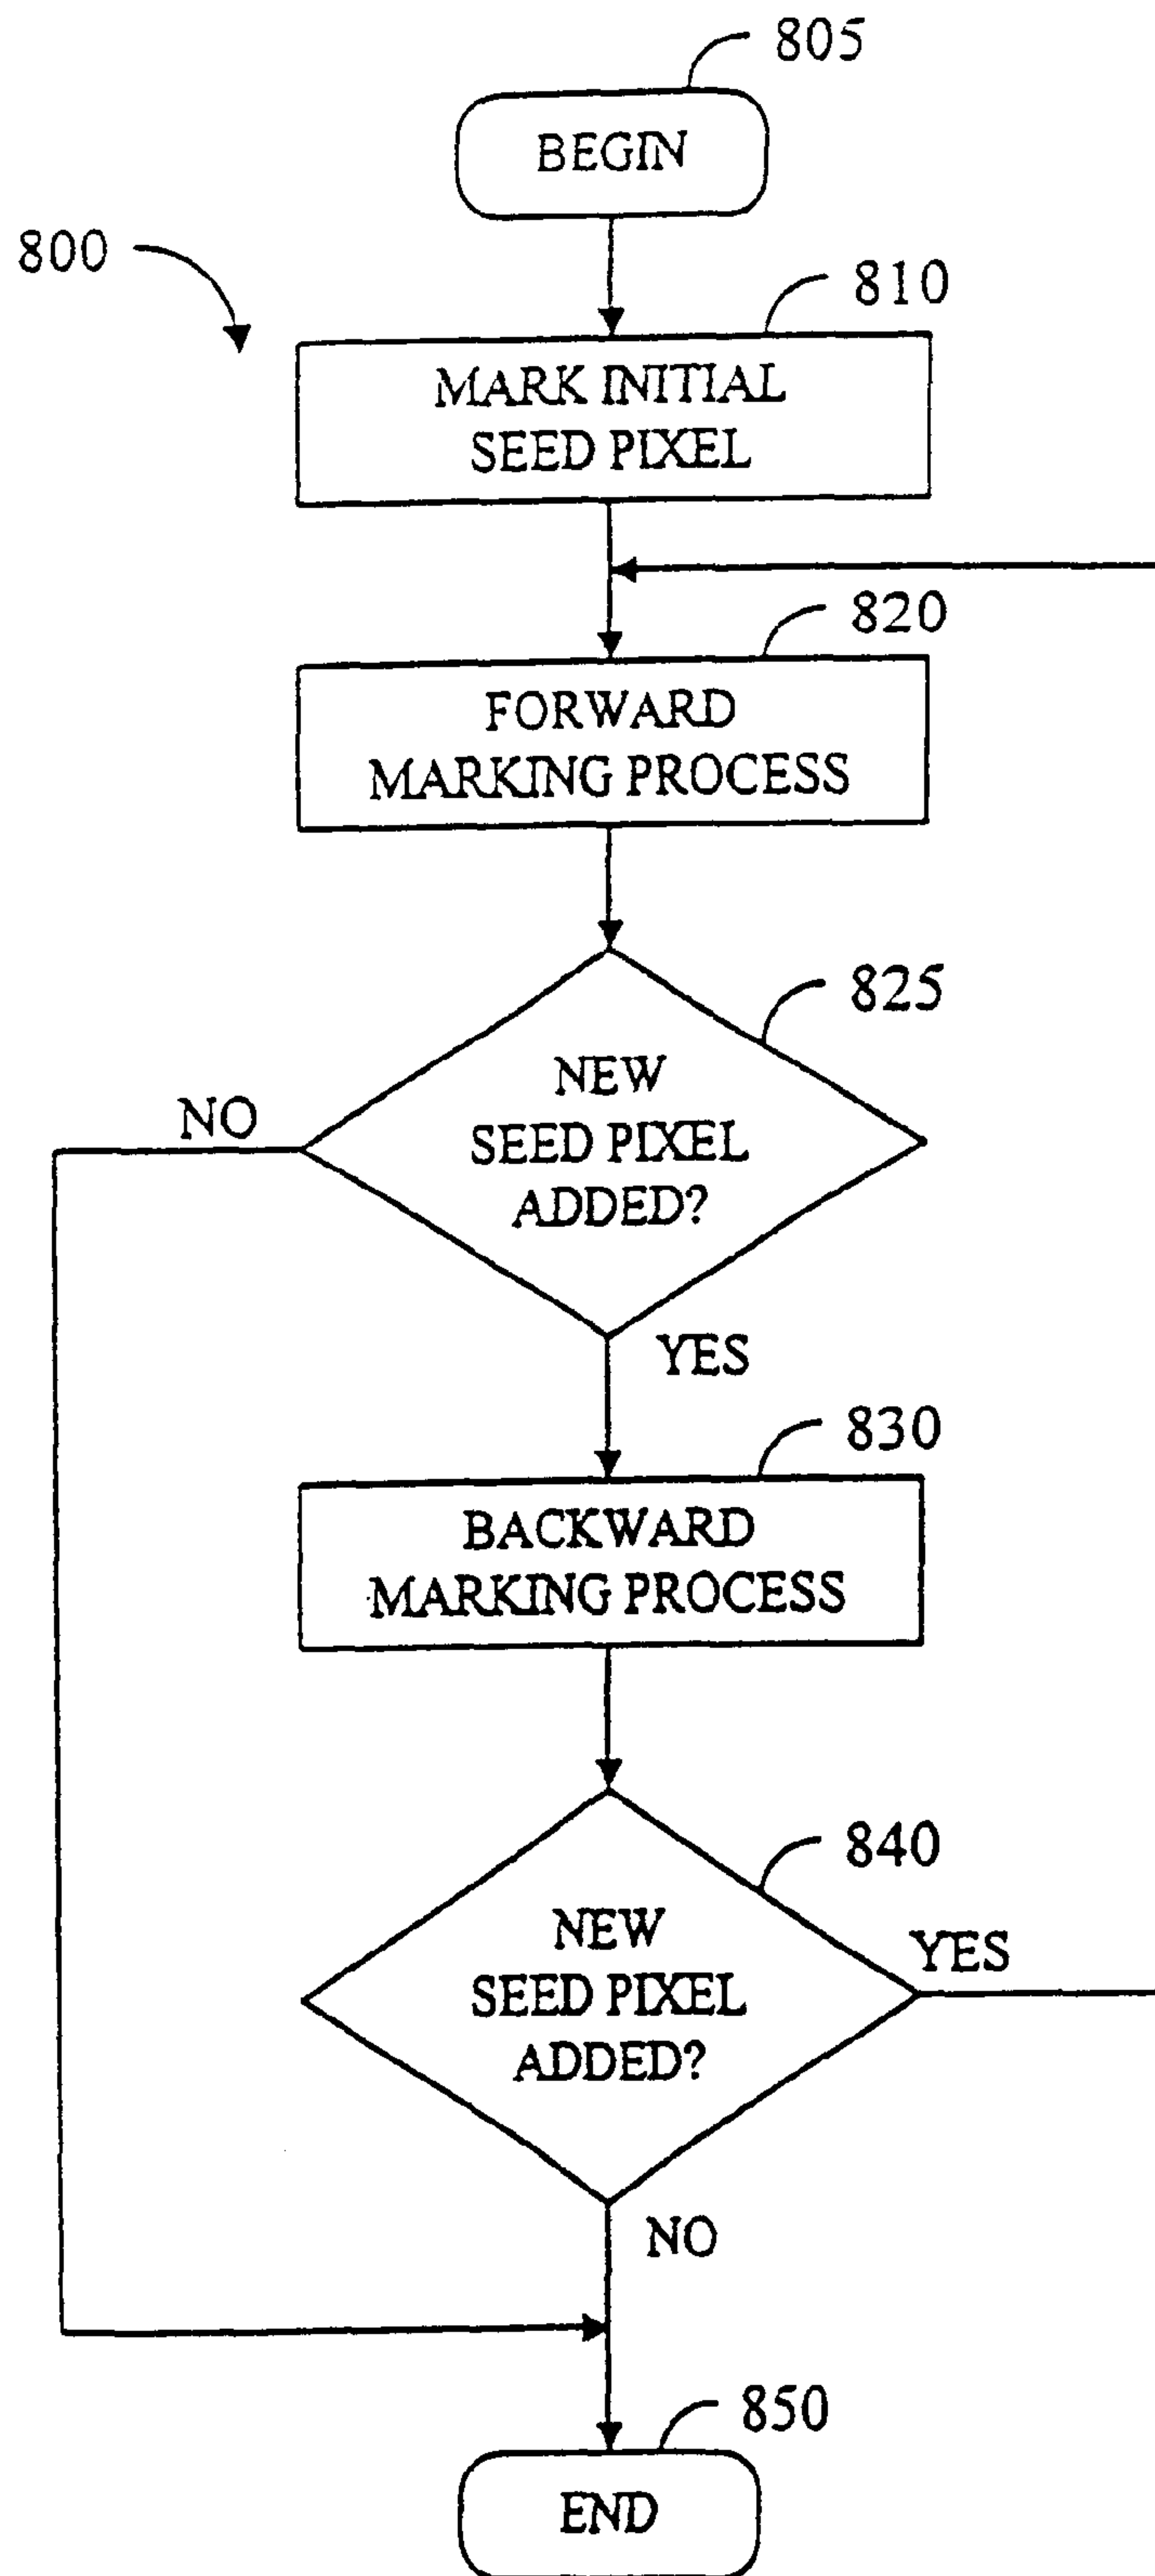 805
BEGIN
800
810
MARK INITIAL
SEED PIXEL
820
FORWARD
MARKING PROCESS
825
NEW
SEED PIXEL
ADDED?
NO
YES
830
BACKWARD
MARKING PROCESS
840
NEW
SEED PIXEL
ADDED?
YES
NO
850
END